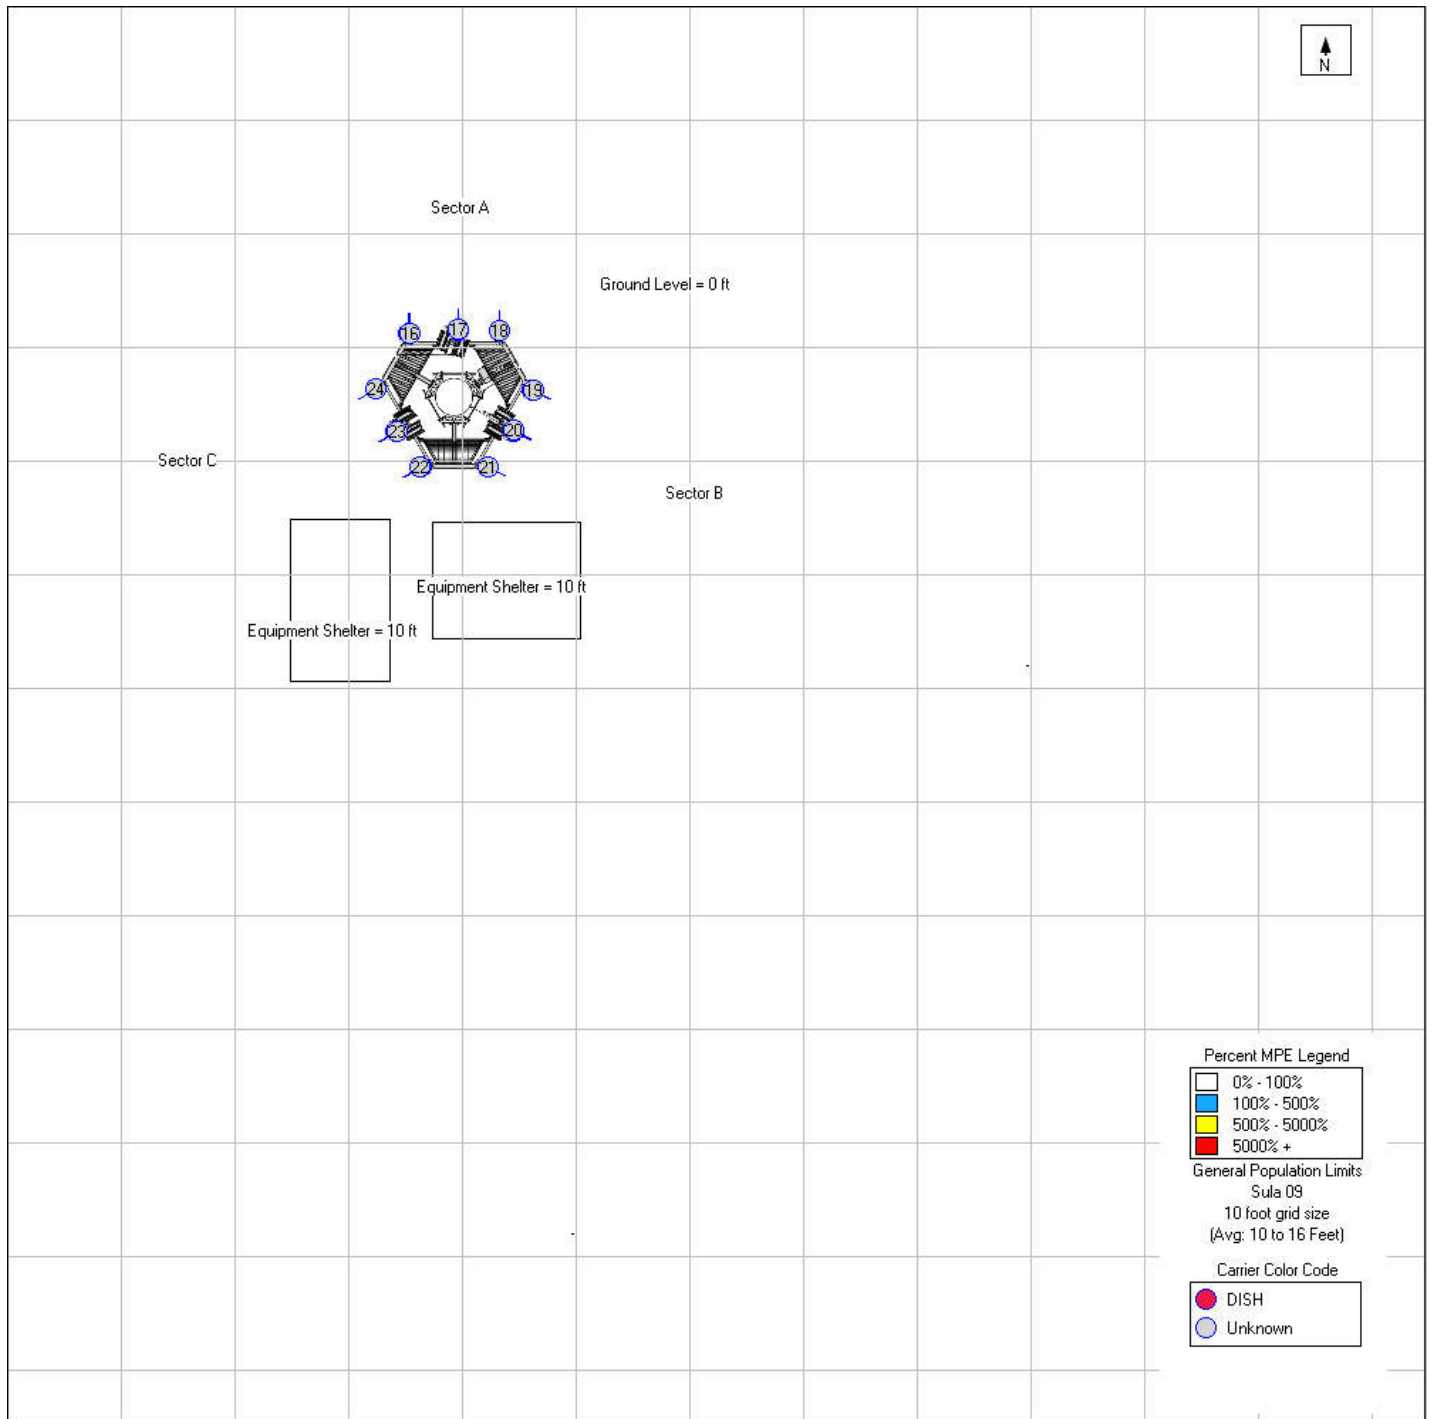 N
Sector A
Ground Level = 0 ft
16
17
18
24
19
23
20
22
21
Sector C
Sector B
Equipment Shelter = 10 ft
Equipment Shelter = 10 ft
Percent MPE Legend
0% - 100%
100% - 500%
500% - 5000%
5000% +
General Population Limits
Sula 09
10 foot grid size
(Avg: 10 to 16 Feet)
Carrier Color Code
DISH
Unknown